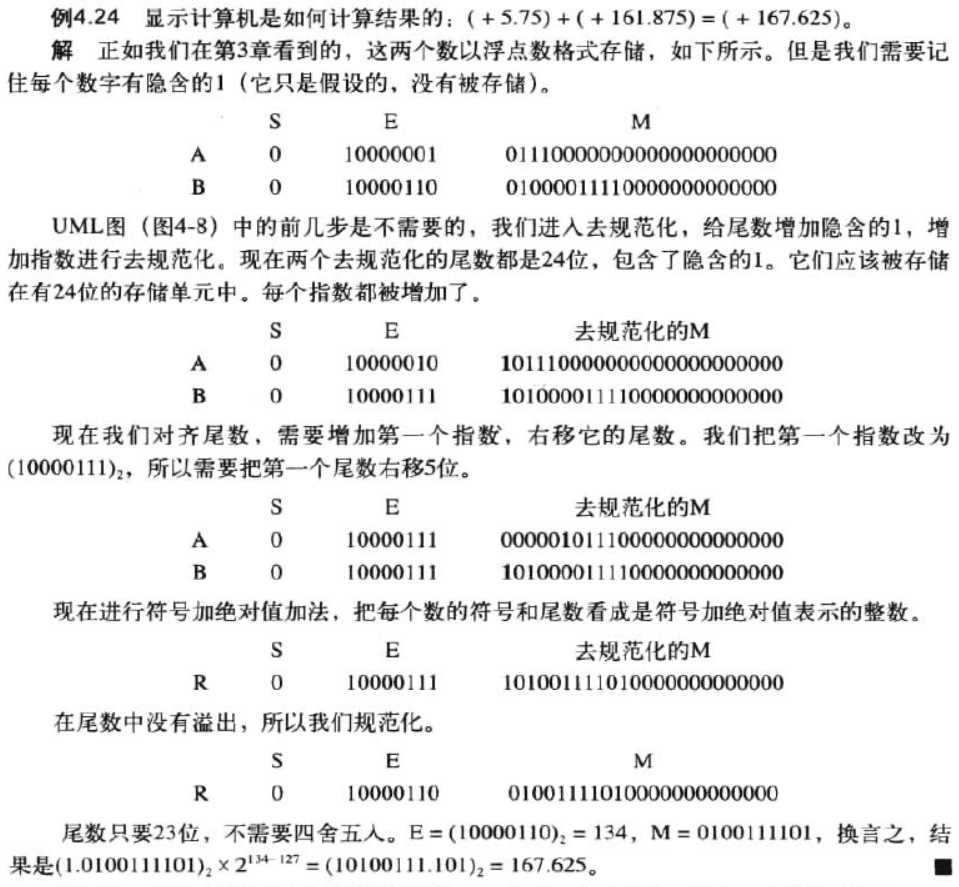 例4.24 显示计算机是如何计算结果的：(+5.75)+(+161.875)=(+167.625)。
解 正如我们在第3章看到的，这两个数以浮点数格式存储，如下所示。但是我们需要记
住每个数字有隐含的1（它只是假设的，没有被存储）。
S E M
A 0 10000001 01110000000000000000000
B 0 10000110 01000011110000000000000
UML图（图4-8）中的前几步是不需要的，我们进入去规范化，给尾数增加隐含的1，增
加指数进行去规范化。现在两个去规范化的尾数都是24位，包含了隐含的1。它们应该被存储
在有24位的存储单元中。每个指数都被增加了。
S E 去规范化的M
A 0 10000010 101110000000000000000000
B 0 10000111 101000011110000000000000
现在我们对齐尾数，需要增加第一个指数，右移它的尾数。我们把第一个指数改为
(10000111)₂，所以需要把第一个尾数右移5位。
S E 去规范化的M
A 0 10000111 000001011100000000000000
B 0 10000111 101000011110000000000000
现在进行符号加绝对值加法，把每个数的符号和尾数看成是符号加绝对值表示的整数。
S E 去规范化的M
R 0 10000111 101001111010000000000000
在尾数中没有溢出，所以我们规范化。
S E M
R 0 10000110 01001111010000000000000
尾数只要23位，不需要四舍五入。E = (10000110)₂ = 134，M = 0100111101，换言之，结
果是(1.0100111101)₂ × 2¹³⁴⁻¹²⁷ = (10100111.101)₂ = 167.625。